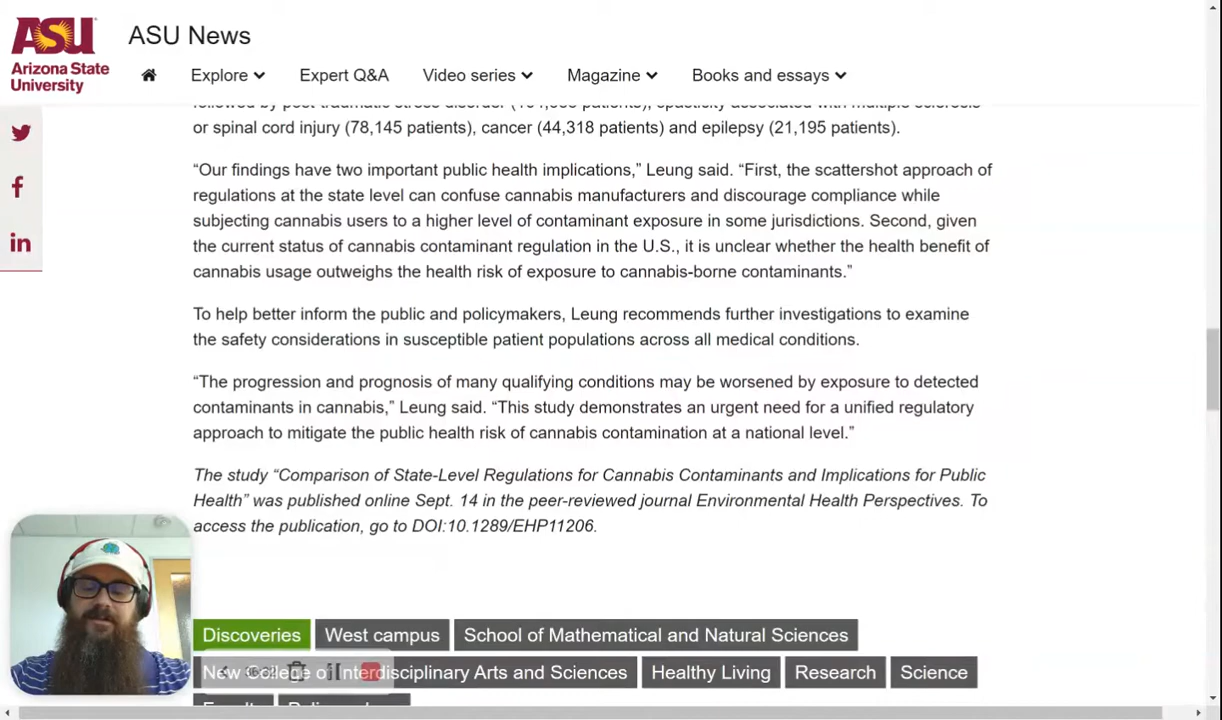 ASU
Arizona State
University
ASU News
Explore
Expert Q&A
Video series
Magazine
Books and essays
or spinal cord injury (78,145 patients), cancer (44,318 patients) and epilepsy (21,195 patients).
“Our findings have two important public health implications,” Leung said. “First, the scattershot approach of
regulations at the state level can confuse cannabis manufacturers and discourage compliance while
subjecting cannabis users to a higher level of contaminant exposure in some jurisdictions. Second, given
the current status of cannabis contaminant regulation in the U.S., it is unclear whether the health benefit of
cannabis usage outweighs the health risk of exposure to cannabis-borne contaminants.”
To help better inform the public and policymakers, Leung recommends further investigations to examine
the safety considerations in susceptible patient populations across all medical conditions.
“The progression and prognosis of many qualifying conditions may be worsened by exposure to detected
contaminants in cannabis,” Leung said. “This study demonstrates an urgent need for a unified regulatory
approach to mitigate the public health risk of cannabis contamination at a national level.”
The study “Comparison of State-Level Regulations for Cannabis Contaminants and Implications for Public
Health” was published online Sept. 14 in the peer-reviewed journal Environmental Health Perspectives. To
access the publication, go to DOI:10.1289/EHP11206.
Discoveries
West campus
School of Mathematical and Natural Sciences
New College of Interdisciplinary Arts and Sciences
Healthy Living
Research
Science